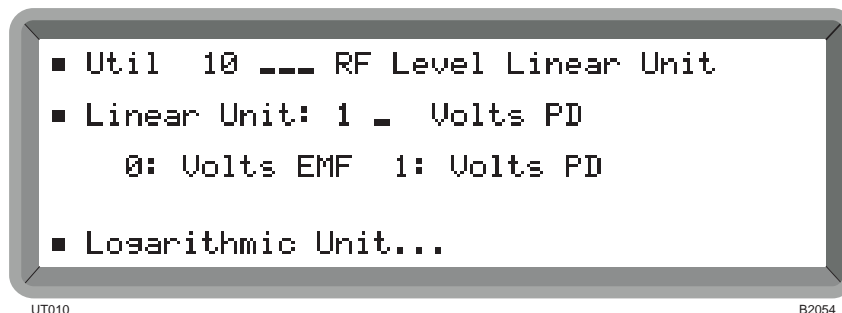 ▪ Util 10 ___ RF Level Linear Unit
▪ Linear Unit: 1 _ Volts PD
0: Volts EMF 1: Volts PD
▪ Logarithmic Unit...
UT010 B2054